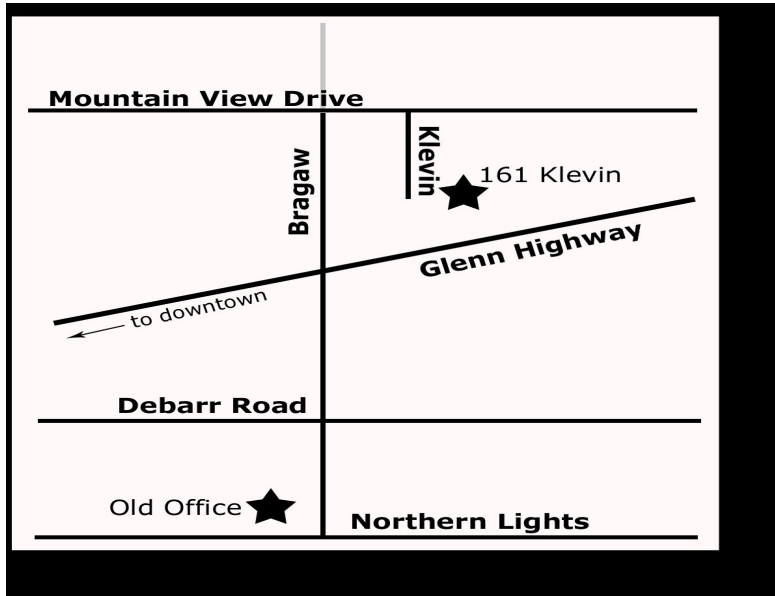 Mountain View Drive
Klevin
161 Klevin
Bragaw
Glenn Highway
to downtown
Debarr Road
Old Office
Northern Lights